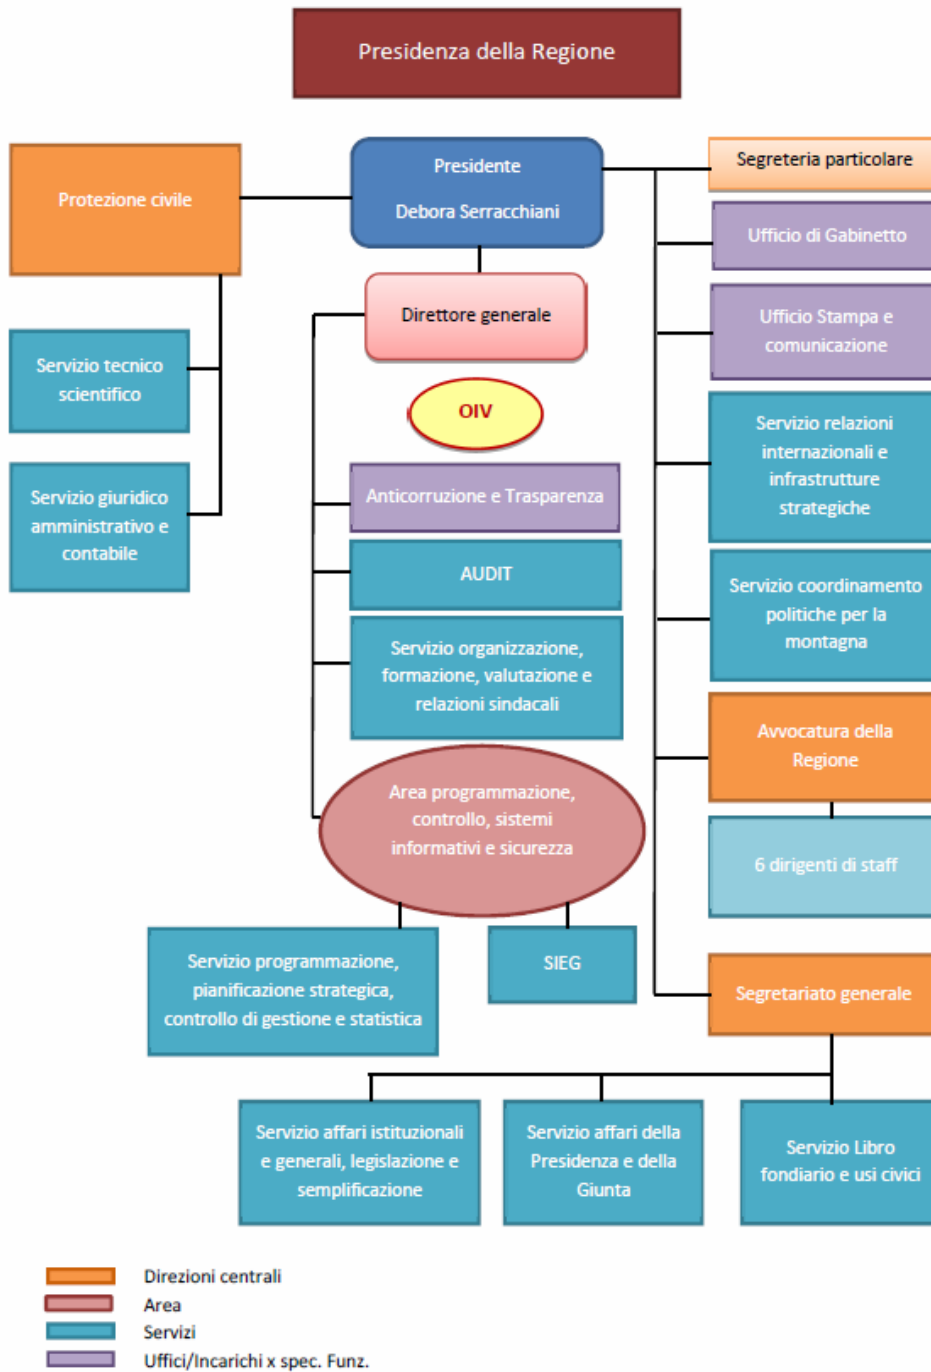 Presidenza della Regione
Protezione civile
Presidente
Debora Serracchiani
Segreteria particolare
Ufficio di Gabinetto
Direttore generale
Ufficio Stampa e
comunicazione
Servizio tecnico
scientifico
OIV
Servizio relazioni
internazionali e
infrastrutture
strategiche
Servizio giuridico
amministrativo e
contabile
Anticorruzione e Trasparenza
AUDIT
Servizio coordinamento
politiche per la
montagna
Servizio organizzazione,
formazione, valutazione e
relazioni sindacali
Avvocatura della
Regione
Area programmazione,
controllo, sistemi
informativi e sicurezza
6 dirigenti di staff
Servizio programmazione,
pianificazione strategica,
controllo di gestione e statistica
SIEG
Segretariato generale
Servizio affari istituzionali
e generali, legislazione e
semplificazione
Servizio affari della
Presidenza e della
Giunta
Servizio Libro
fondiario e usi civici
Direzioni centrali
Area
Servizi
Uffici/Incarichi x spec. Funz.